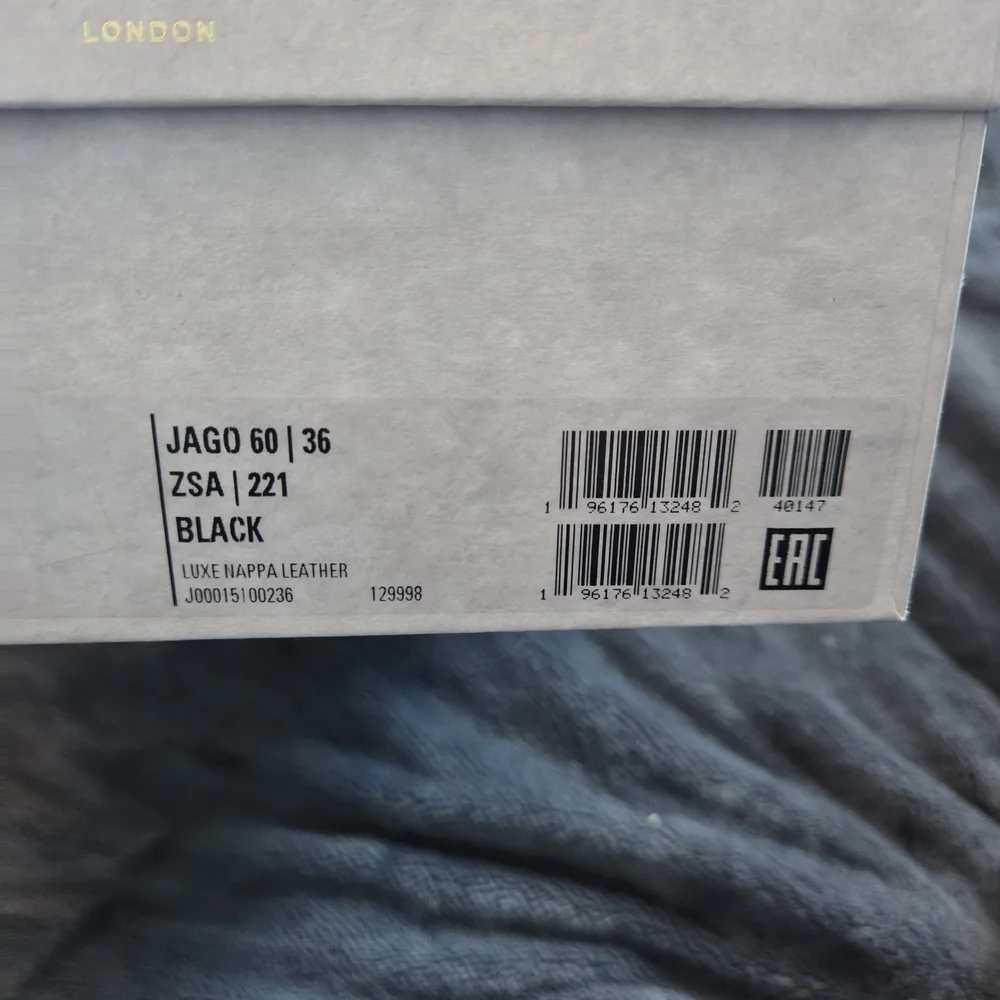 LONDON
JAGO 60 | 36
ZSA | 221
BLACK
LUXE NAPPA LEATHER
J00015100236 129998
1 96176 13248 2
40147
1 96176 13248 2
EAC